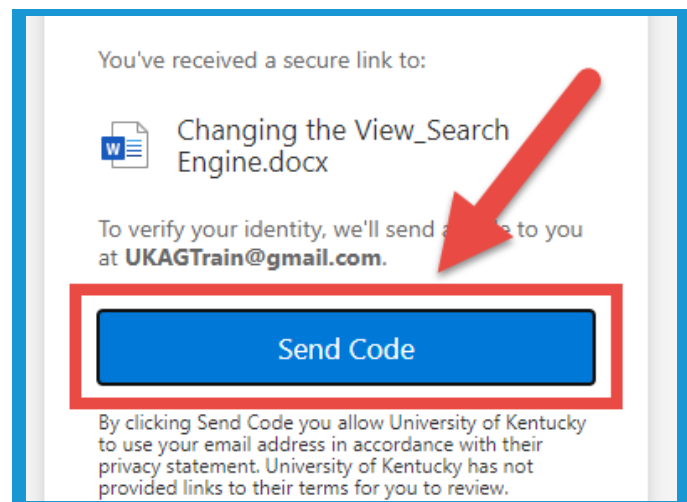 You've received a secure link to:
W
Changing the View_Search
Engine.docx
To verify your identity, we'll send to you
at UKAGTrain@gmail.com.
Send Code
By clicking Send Code you allow University of Kentucky
to use your email address in accordance with their
privacy statement. University of Kentucky has not
provided links to their terms for you to review.